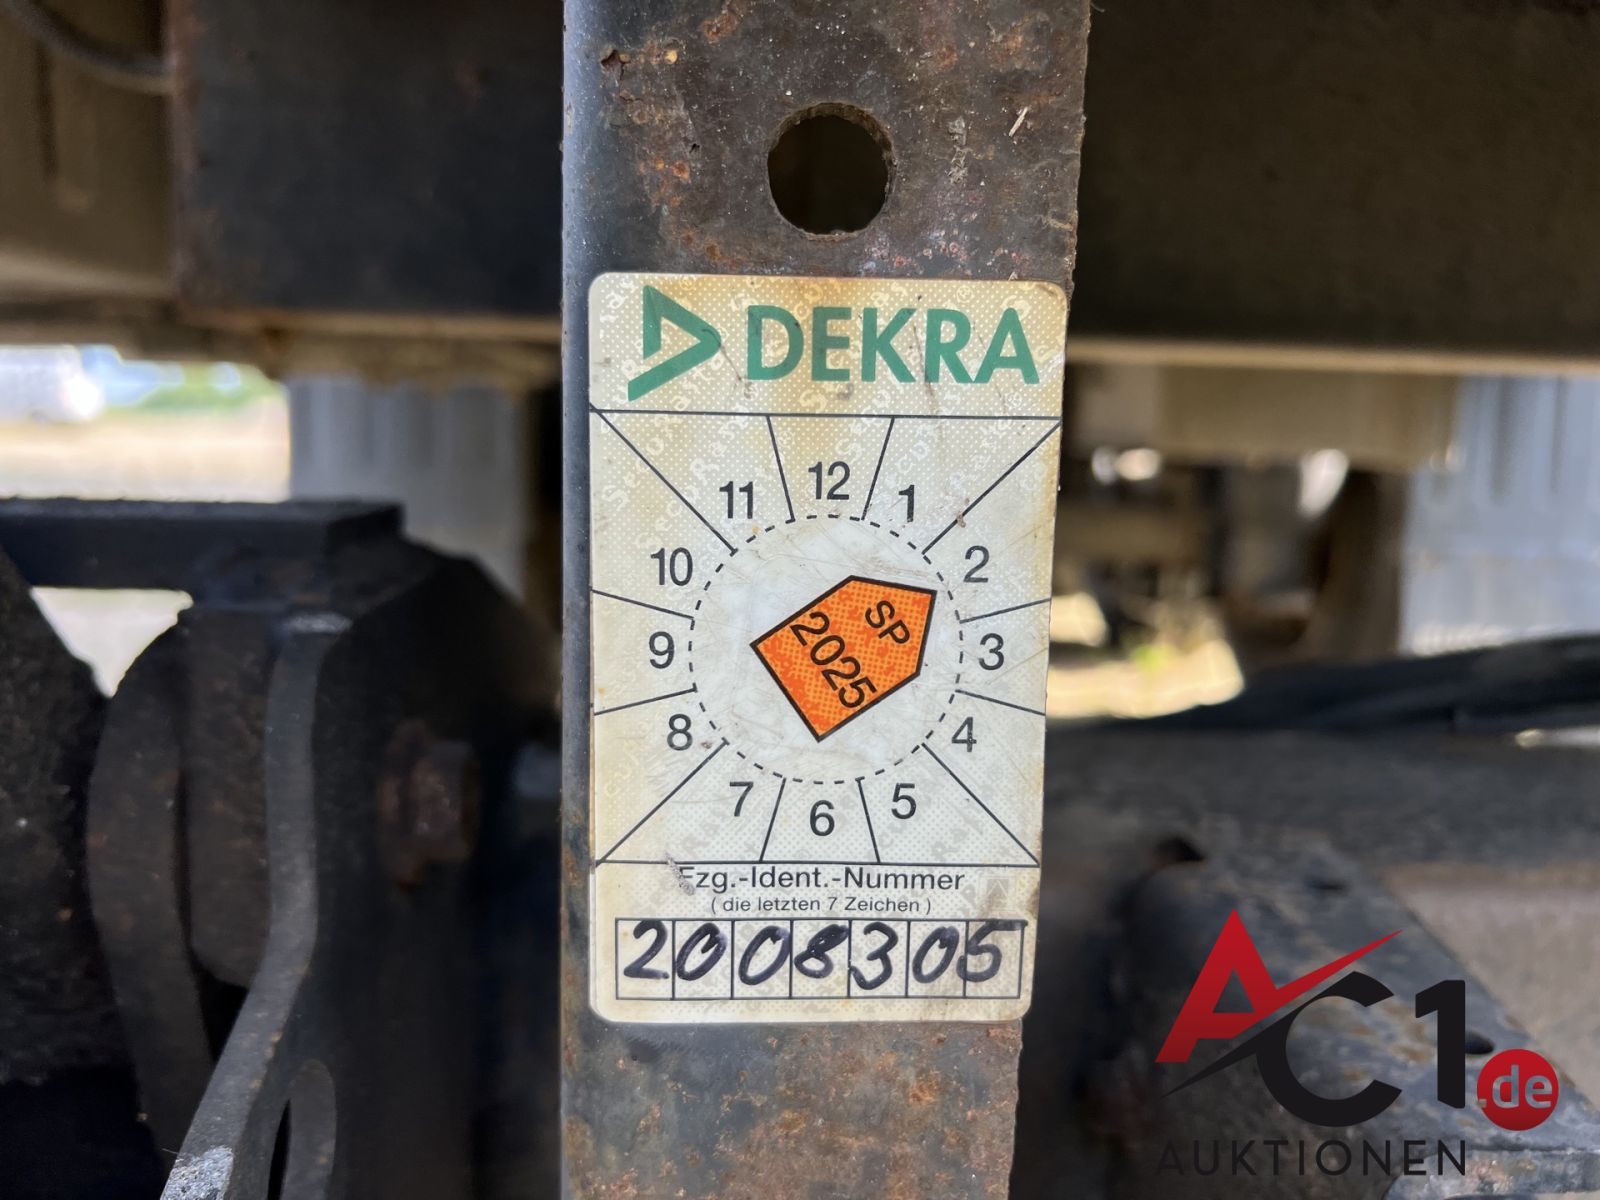 DEKRA
12
11
1
10
2
9
3
8
4
7
5
6
SP
2025
Fzg.-Ident.-Nummer
( die letzten 7 Zeichen )
2008305
AC1.de
AUKTIONEN